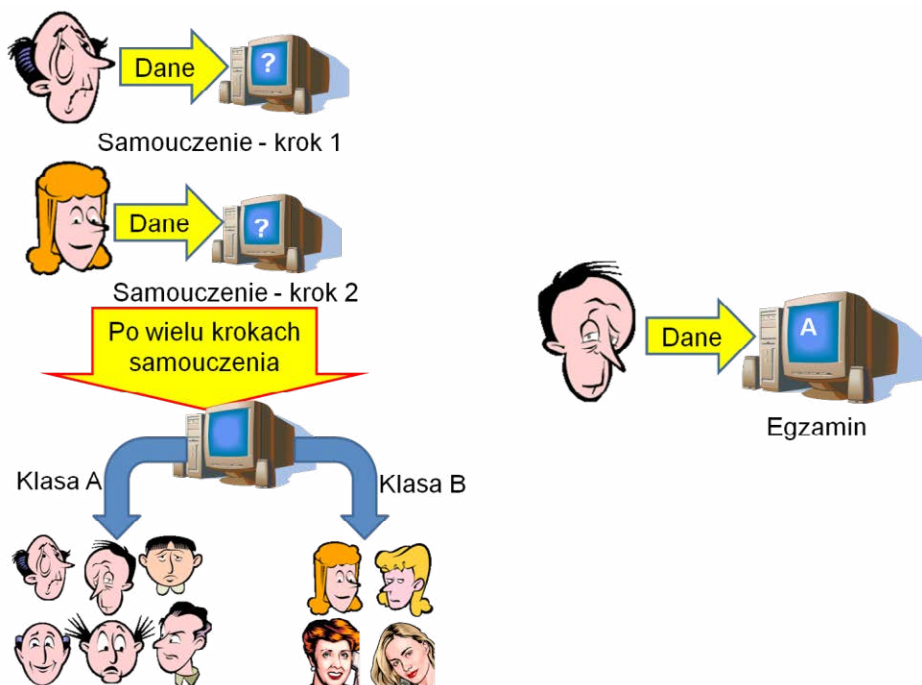 Dane
?
Samouczenie - krok 1
Dane
?
Samouczenie - krok 2
Po wielu krokach
samouczenia
Klasa A
Klasa B
Dane
A
Egzamin